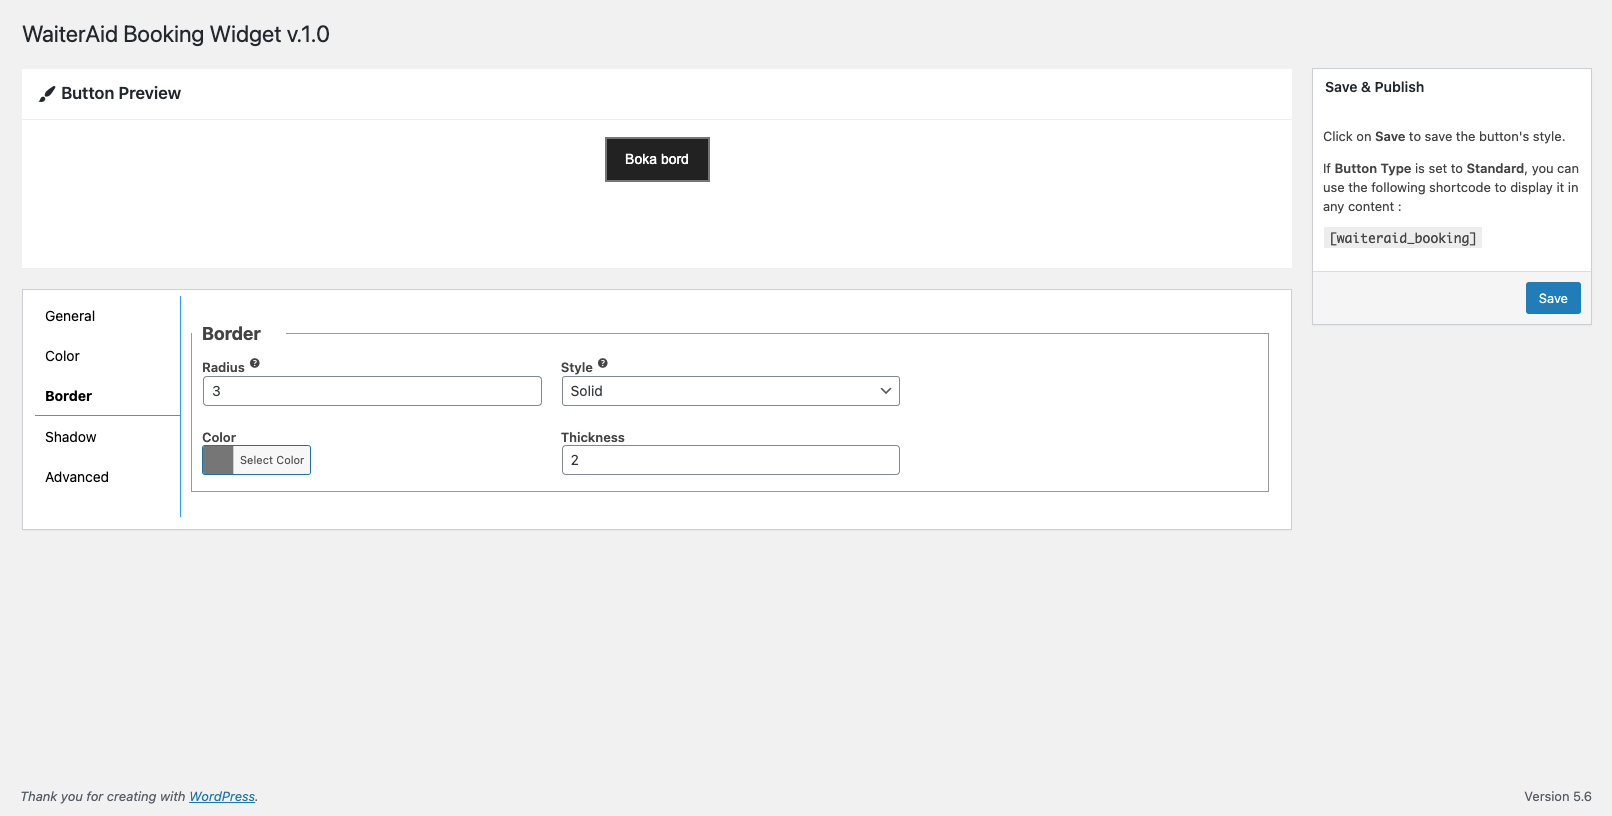 WaiterAid Booking Widget v.1.0
Button Preview
Boka bord
General
Color
Border
Shadow
Advanced
Border
Radius
3
Style
Solid
Color
Select Color
Thickness
2
Save & Publish
Click on Save to save the button's style.
If Button Type is set to Standard, you can
use the following shortcode to display it in
any content :
[waiteraid_booking]
Save
Thank you for creating with WordPress.
Version 5.6